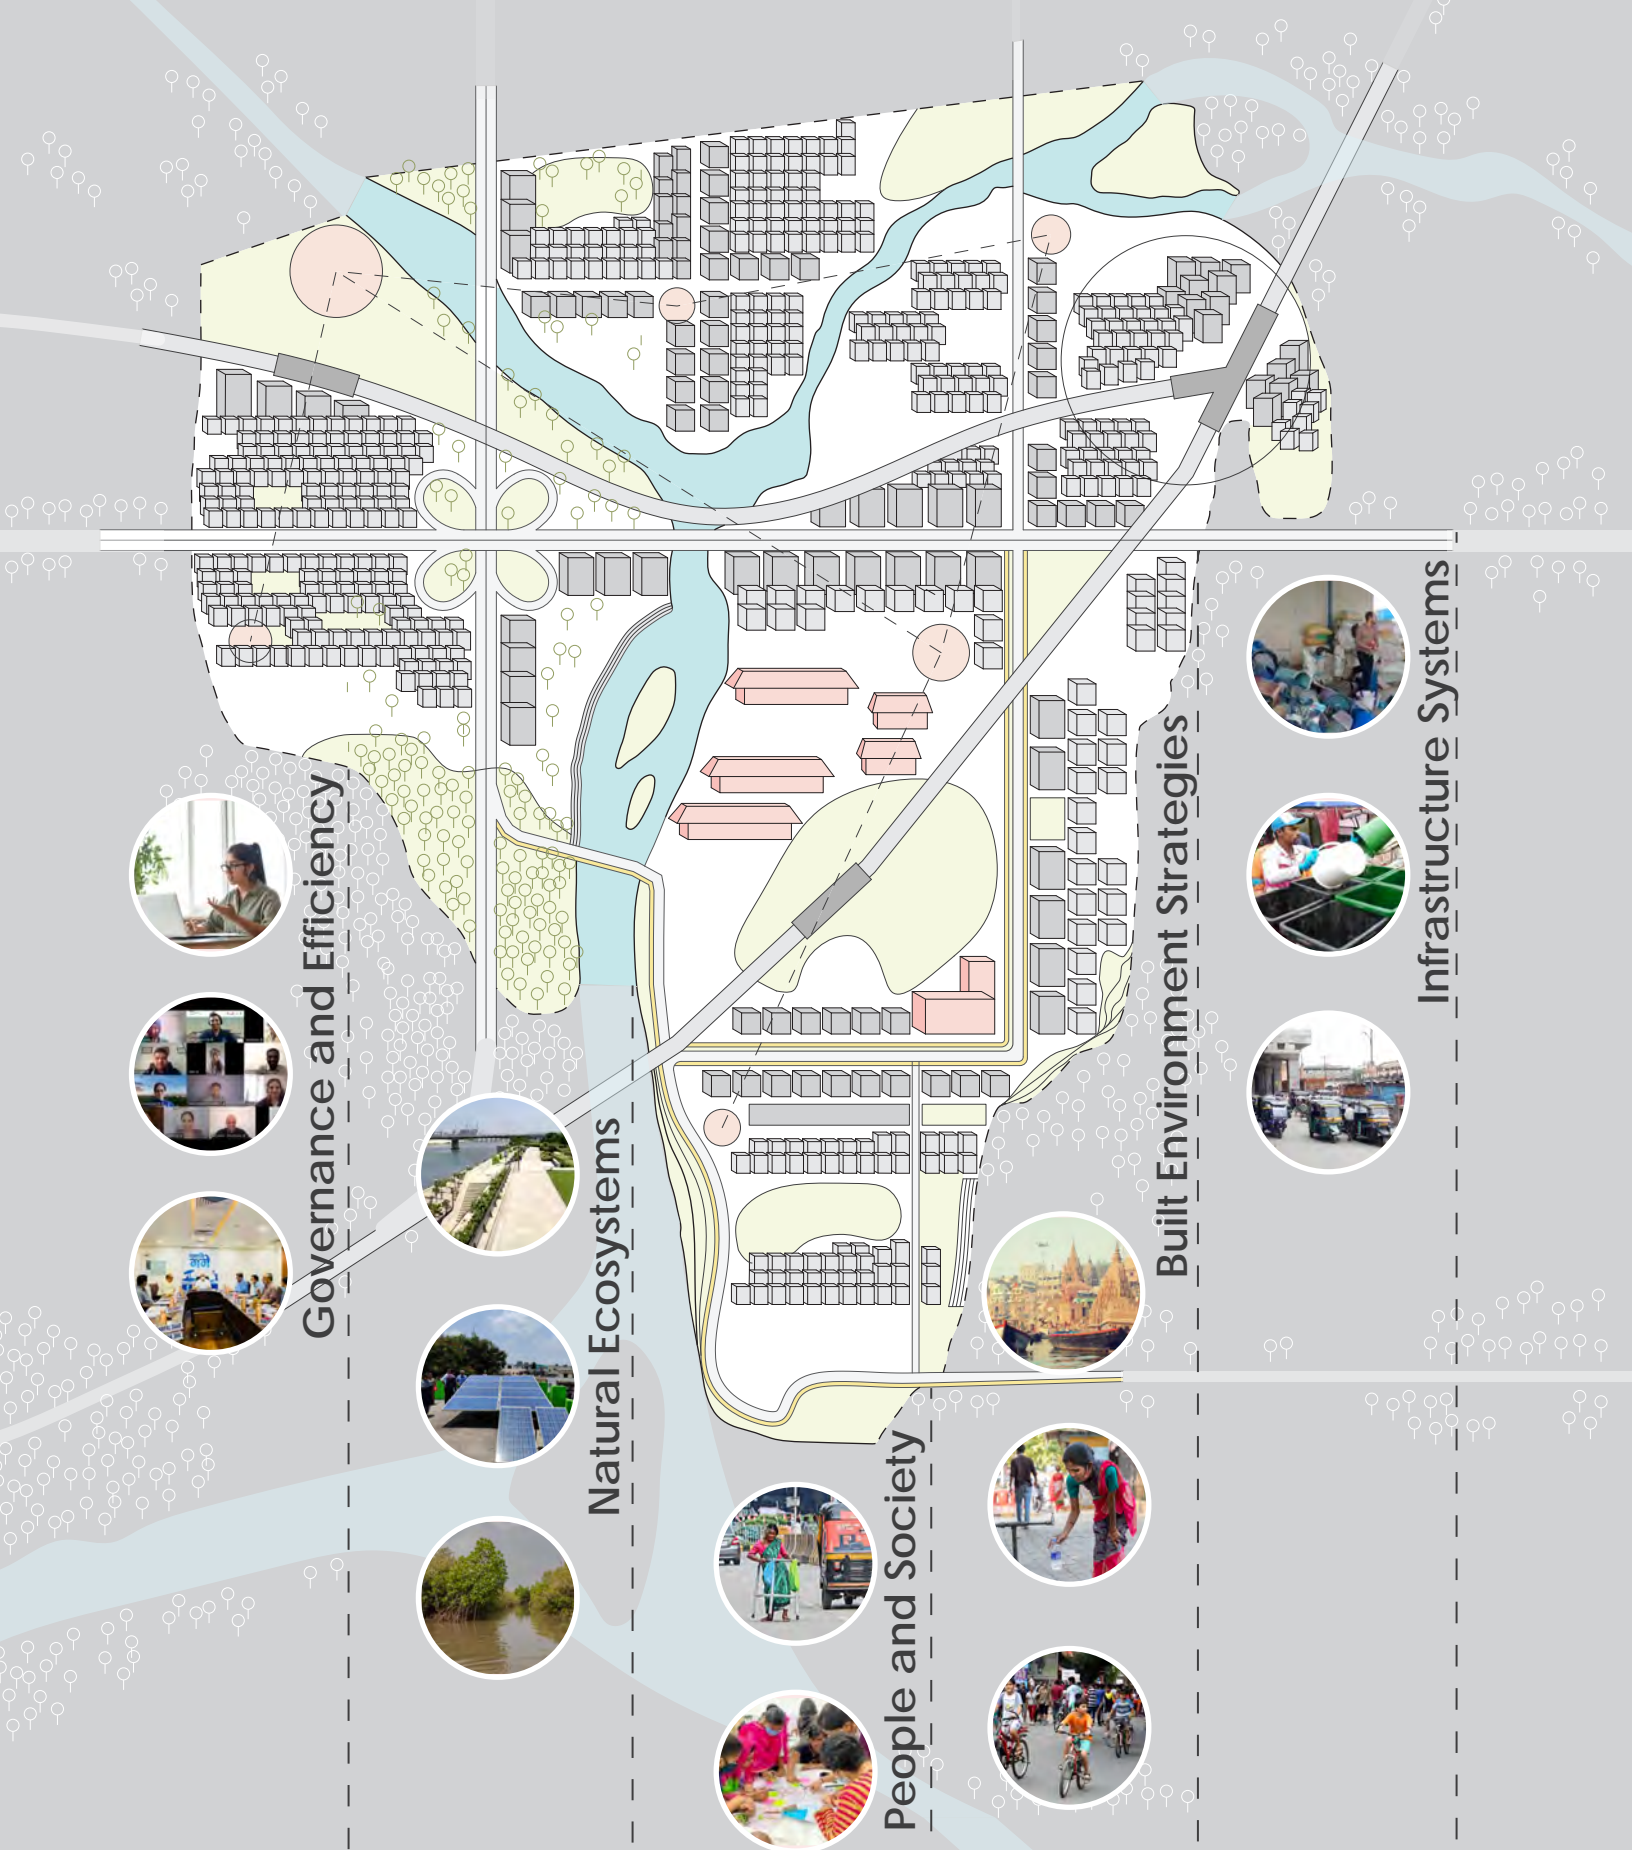 Governance and Efficiency
Natural Ecosystems
People and Society
Built Environment Strategies
Infrastructure Systems